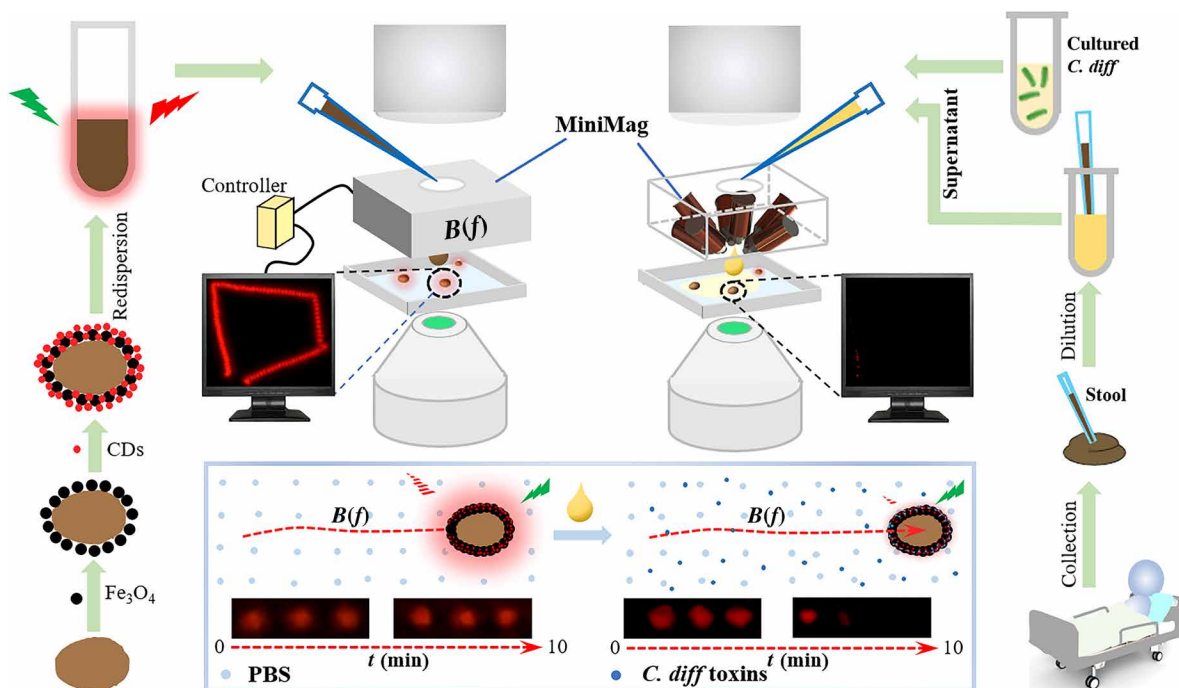 Cultured
C. diff
MiniMag
Supernatant
Controller
B(f)
Redispersion
Dilution
Stool
CDs
B(f)
B(f)
Collection
Fe₃O₄
0
10
0
10
t (min)
t (min)
PBS
C. diff toxins